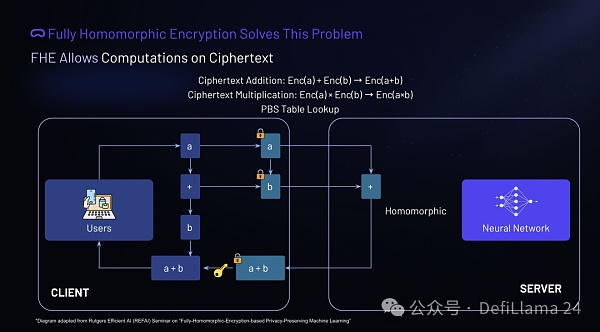 Fully Homomorphic Encryption Solves This Problem
FHE Allows Computations on Ciphertext
Ciphertext Addition: Enc(a) + Enc(b) → Enc(a+b)
Ciphertext Multiplication: Enc(a) × Enc(b) → Enc(a×b)
PBS Table Lookup
a
a
+
b
+
Homomorphic
Users
Neural Network
b
a + b
a + b
CLIENT
SERVER
公众号 · DefiLlama 24
*Diagram adapted from Rutgers Efficient AI (REFAI) Seminar on "Fully-Homomorphic-Encryption-based Privacy-Preserving Machine Learning"